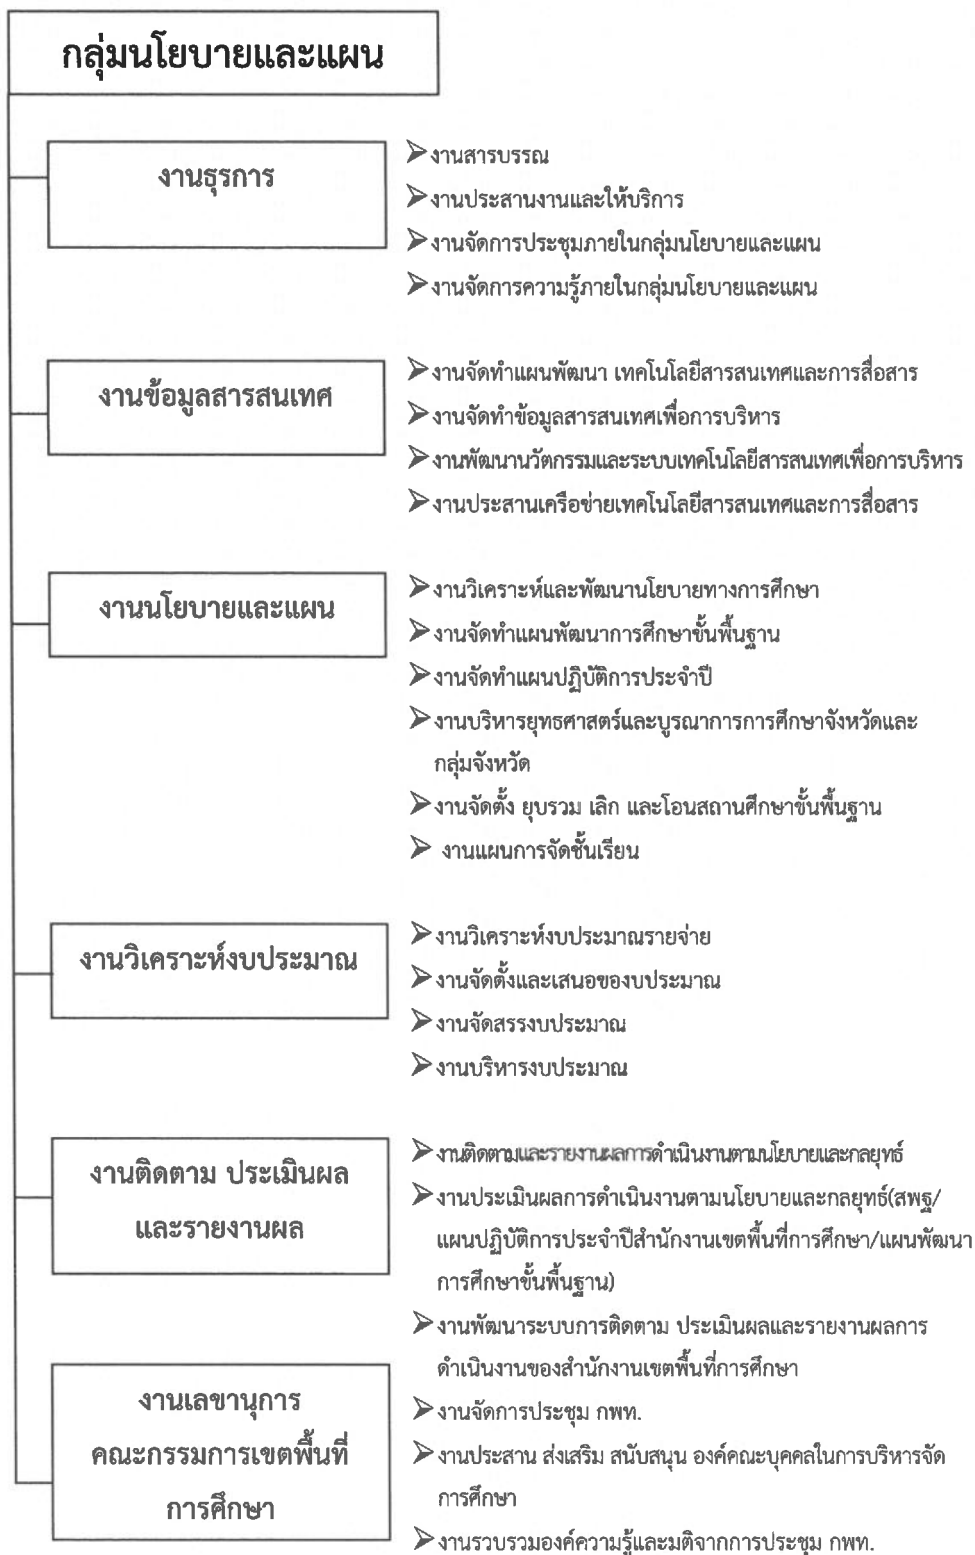 กลุ่มนโยบายและแผน
งานธุรการ
➢งานสารบรรณ
➢งานประสานงานและให้บริการ
➢งานจัดการประชุมภายในกลุ่มนโยบายและแผน
➢งานจัดการความรู้ภายในกลุ่มนโยบายและแผน
งานข้อมูลสารสนเทศ
➢งานจัดทำแผนพัฒนา เทคโนโลยีสารสนเทศและการสื่อสาร
➢งานจัดทำข้อมูลสารสนเทศเพื่อการบริหาร
➢งานพัฒนานวัตกรรมและระบบเทคโนโลยีสารสนเทศเพื่อการบริหาร
➢งานประสานเครือข่ายเทคโนโลยีสารสนเทศและการสื่อสาร
งานนโยบายและแผน
➢งานวิเคราะห์และพัฒนานโยบายทางการศึกษา
➢งานจัดทำแผนพัฒนาการศึกษาขั้นพื้นฐาน
➢งานจัดทำแผนปฏิบัติการประจำปี
➢งานบริหารยุทธศาสตร์และบูรณาการการศึกษาจังหวัดและ
กลุ่มจังหวัด
➢งานจัดตั้ง ยุบรวม เลิก และโอนสถานศึกษาขั้นพื้นฐาน
➢ งานแผนการจัดชั้นเรียน
งานวิเคราะห์งบประมาณ
➢งานวิเคราะห์งบประมาณรายจ่าย
➢งานจัดตั้งและเสนอของบประมาณ
➢งานจัดสรรงบประมาณ
➢งานบริหารงบประมาณ
งานติดตาม ประเมินผล
และรายงานผล
➢งานติดตามและรายงานผลการดำเนินงานตามนโยบายและกลยุทธ์
➢งานประเมินผลการดำเนินงานตามนโยบายและกลยุทธ์(สพฐ/
แผนปฏิบัติการประจำปีสำนักงานเขตพื้นที่การศึกษา/แผนพัฒนา
การศึกษาขั้นพื้นฐาน)
➢งานพัฒนาระบบการติดตาม ประเมินผลและรายงานผลการ
ดำเนินงานของสำนักงานเขตพื้นที่การศึกษา
งานเลขานุการ
คณะกรรมการเขตพื้นที่
การศึกษา
➢งานจัดการประชุม กพท.
➢งานประสาน ส่งเสริม สนับสนุน องค์คณะบุคคลในการบริหารจัด
การศึกษา
➢งานรวบรวมองค์ความรู้และมติจากการประชุม กพท.